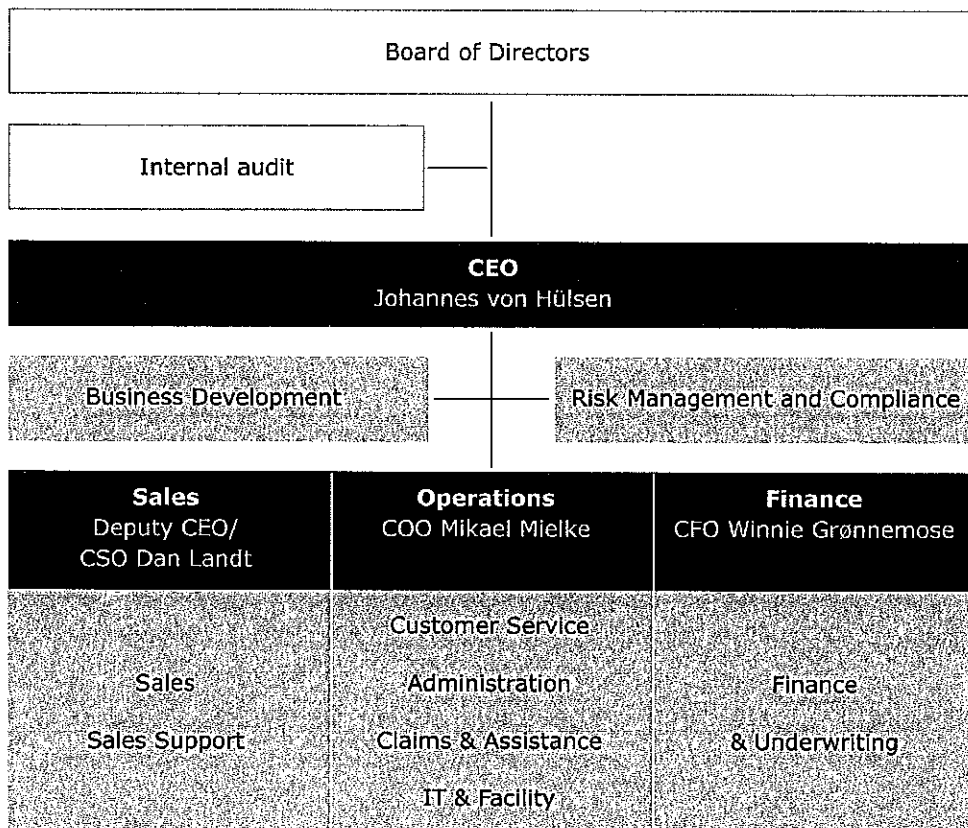 Board of Directors
Internal audit
CEO
Johannes von Hülsen
Business Development
Risk Management and Compliance
Sales
Deputy CEO/
CSO Dan Landt
Operations
COO Mikael Mielke
Finance
CFO Winnie Grønnemose
Sales
Sales Support
Customer Service
Administration
Claims & Assistance
IT & Facility
Finance
& Underwriting